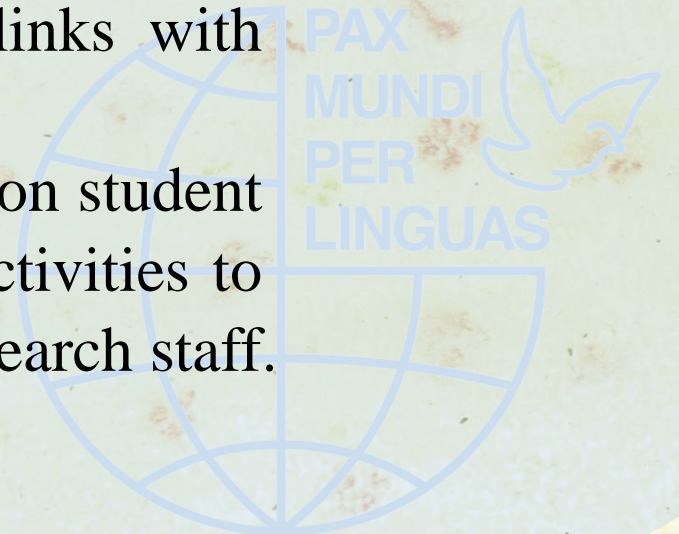 links with
PAX
MUNDI
PER
LINGUAS
on student
ctivities to
earch staff.